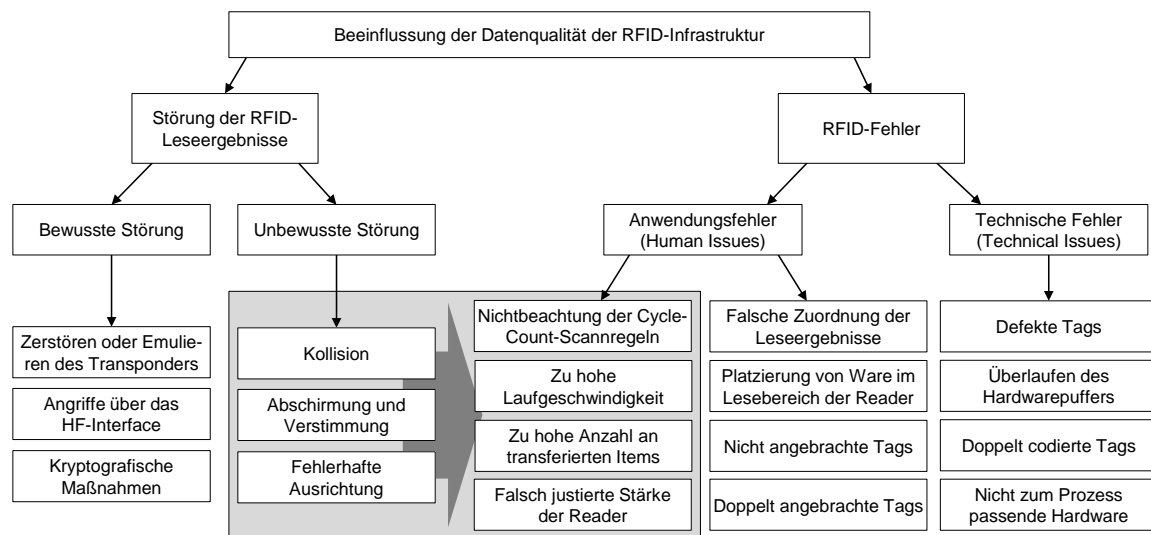 Beeinflussung der Datenqualität der RFID-Infrastruktur
Störung der RFID-
Leseergebnisse
RFID-Fehler
Bewusste Störung
Unbewusste Störung
Anwendungsfehler
(Human Issues)
Technische Fehler
(Technical Issues)
Zerstören oder Emulie-
ren des Transponders
Angriffe über das
HF-Interface
Kryptografische
Maßnahmen
Kollision
Abschirmung und
Verstimmung
Fehlerhafte
Ausrichtung
Nichtbeachtung der Cycle-
Count-Scannregeln
Zu hohe
Laufgeschwindigkeit
Zu hohe Anzahl an
transferierten Items
Falsch justierte Stärke
der Reader
Falsche Zuordnung der
Leseergebnisse
Platzierung von Ware im
Lesebereich der Reader
Nicht angebrachte Tags
Doppelt angebrachte Tags
Defekte Tags
Überlaufen des
Hardwarepuffers
Doppelt codierte Tags
Nicht zum Prozess
passende Hardware